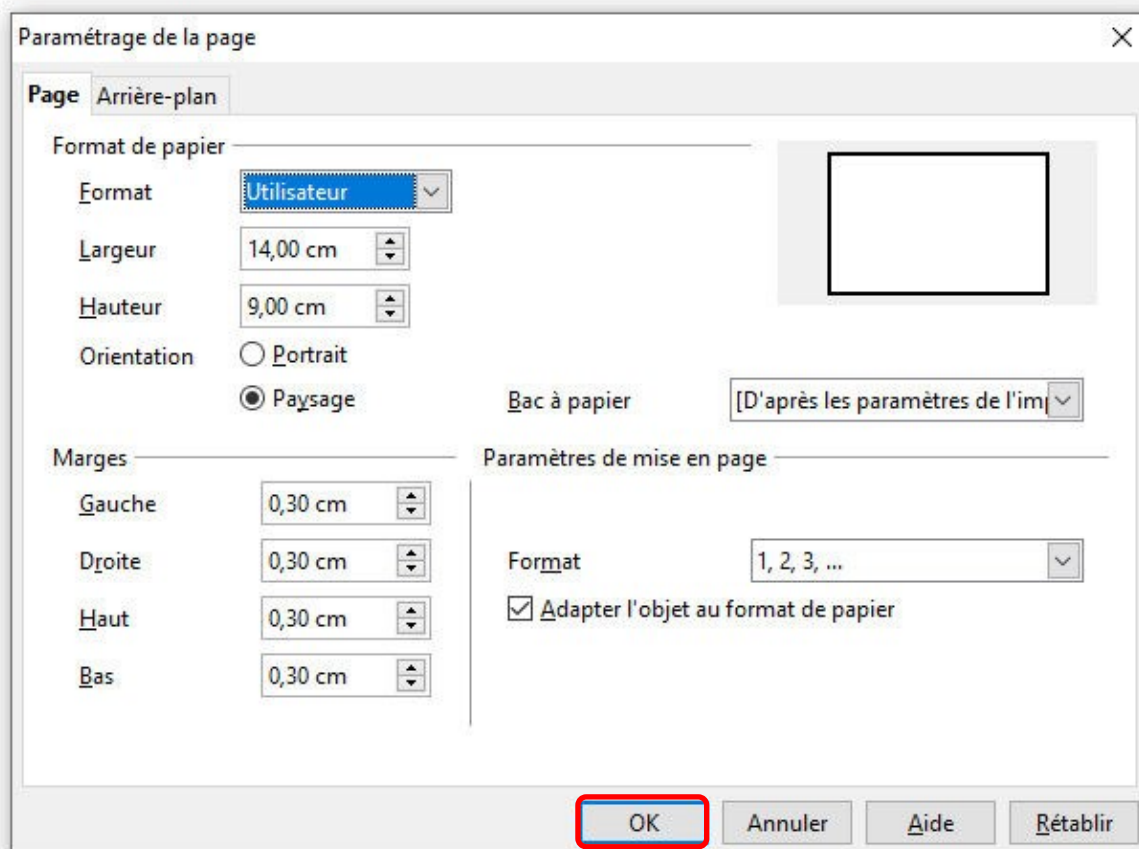 Paramétrage de la page
Page Arrière-plan
Format de papier
Format Utilisateur
Largeur 14,00 cm
Hauteur 9,00 cm
Orientation Portrait
Paysage Bac à papier [D'après les paramètres de l'im
Marges Paramètres de mise en page
Gauche 0,30 cm
Droite 0,30 cm Format 1, 2, 3, ...
Haut 0,30 cm Adapter l'objet au format de papier
Bas 0,30 cm
OK Annuler Aide Rétablir